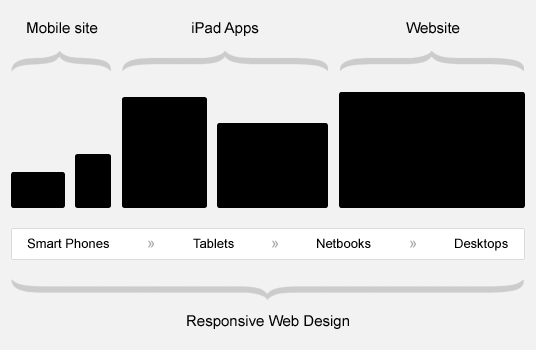 Mobile site iPad Apps Website
Smart Phones » Tablets » Netbooks » Desktops
Responsive Web Design